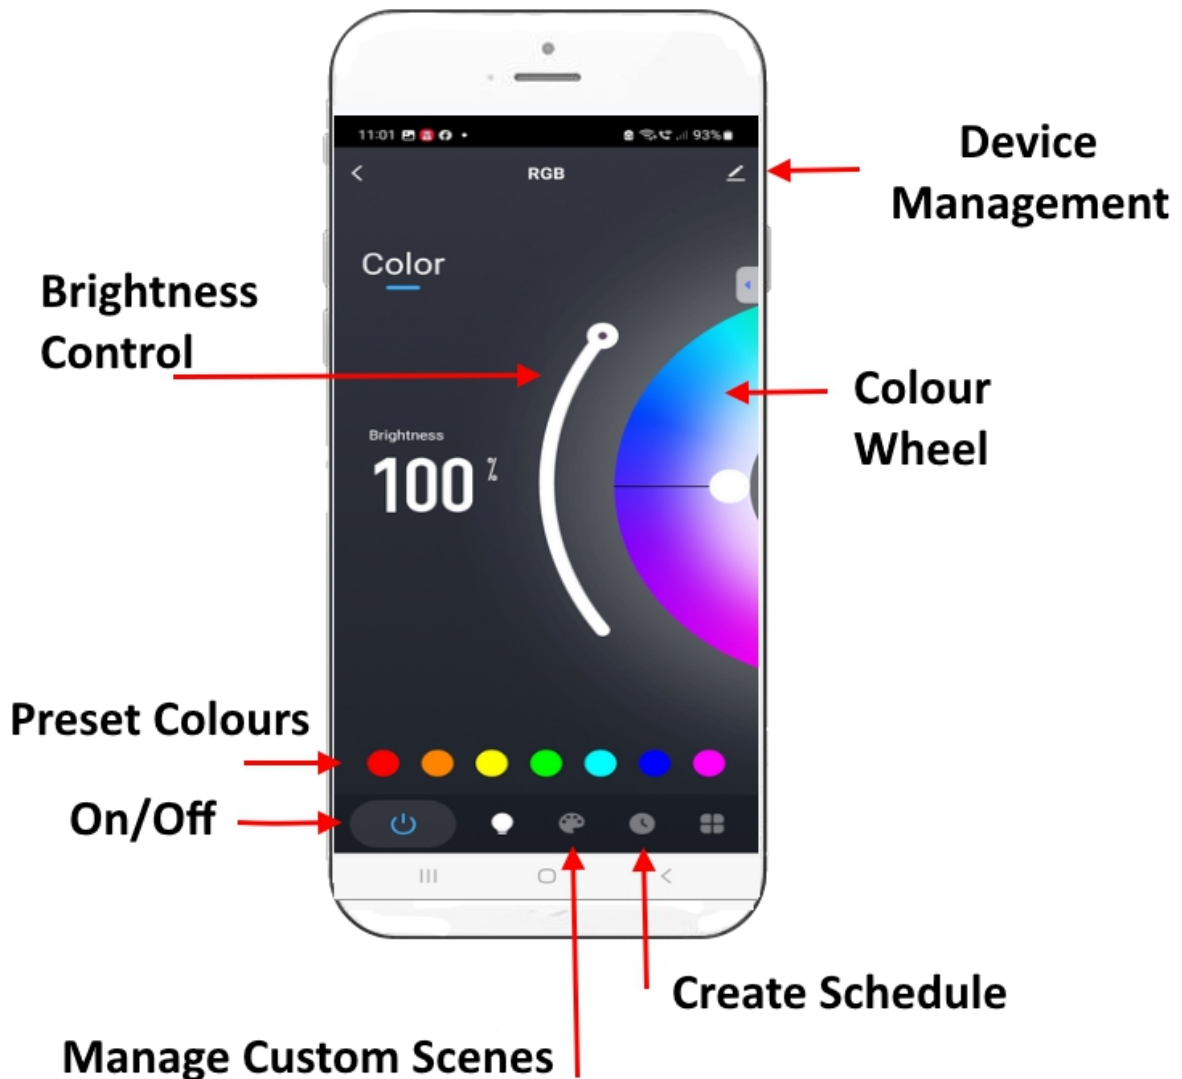 11:01 93%
RGB
Device
Management
Color
Brightness
Control
Colour
Wheel
Brightness
100 %
Preset Colours
On/Off
Create Schedule
Manage Custom Scenes